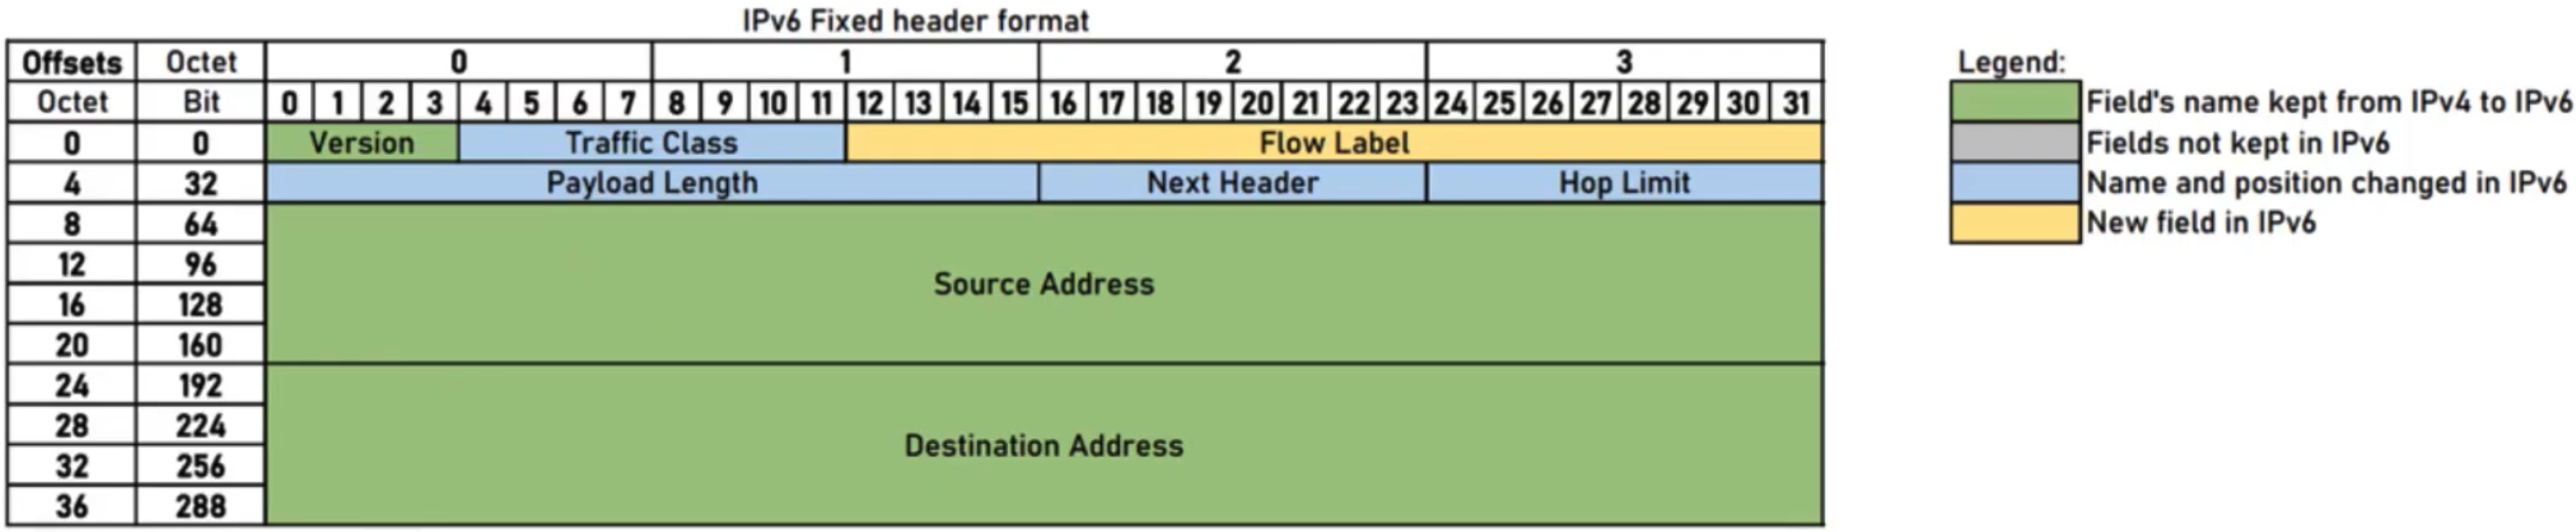 IPv6 Fixed header format
Offsets Octet 0 1 2 3
Octet Bit 0 1 2 3 4 5 6 7 8 9 10 11 12 13 14 15 16 17 18 19 20 21 22 23 24 25 26 27 28 29 30 31
0 0 Version Traffic Class Flow Label
4 32 Payload Length Next Header Hop Limit
8 64
12 96
Source Address
16 128
20 160
24 192
28 224
Destination Address
32 256
36 288
Legend:
Field's name kept from IPv4 to IPv6
Fields not kept in IPv6
Name and position changed in IPv6
New field in IPv6